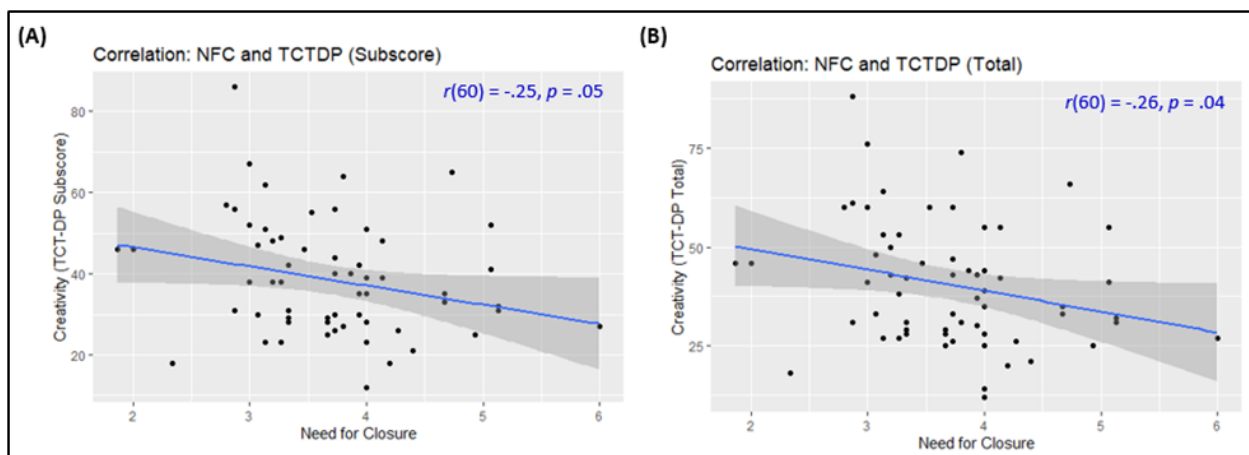 (A)
Correlation: NFC and TCTDP (Subscore)
r(60) = -.25, p = .05
Creativity (TCT-DP Subscore)
80
60
40
20
2 3 4 5 6
Need for Closure
(B)
Correlation: NFC and TCTDP (Total)
r(60) = -.26, p = .04
Creativity (TCT-DP Total)
75
50
25
2 3 4 5 6
Need for Closure